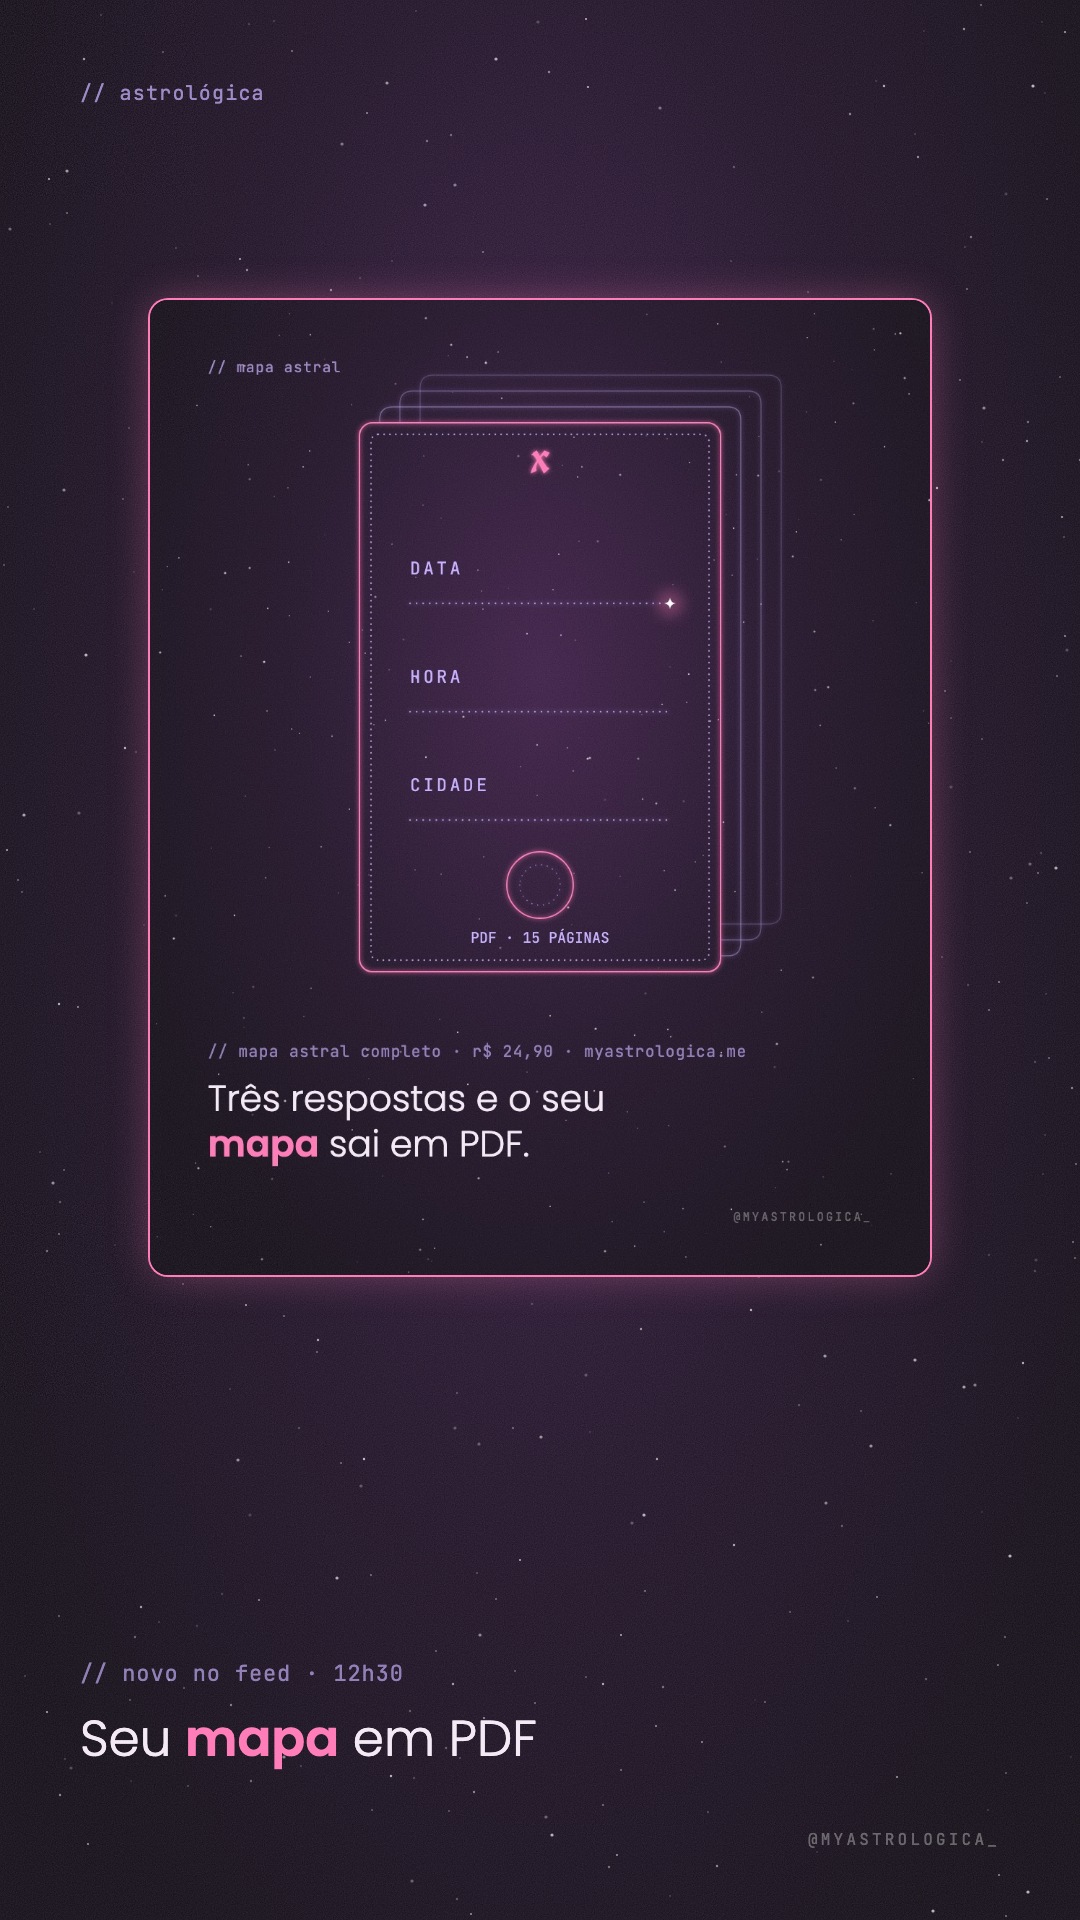 // astrológica
// mapa astral
x
DATA
HORA
CIDADE
PDF · 15 PÁGINAS
// mapa astral completo · r$ 24,90 · myastrologica.me
Três respostas e o seu
mapa sai em PDF.
@MYASTROLOGICA_
// novo no feed · 12h30
Seu mapa em PDF
@MYASTROLOGICA_